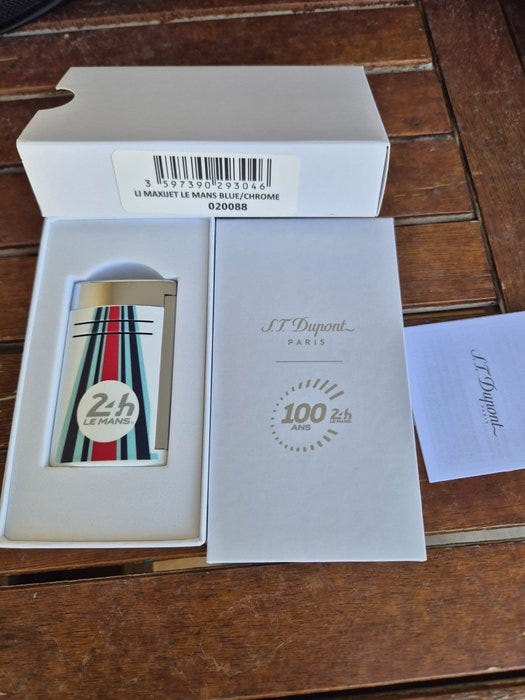 3 597390 293046
LI MAXIJET LE MANS BLUE/CHROME
020088
24h
LE MANS
S.T. Dupont
PARIS
100 24h
ANS LE MANS
S.T. Dupont
PARIS